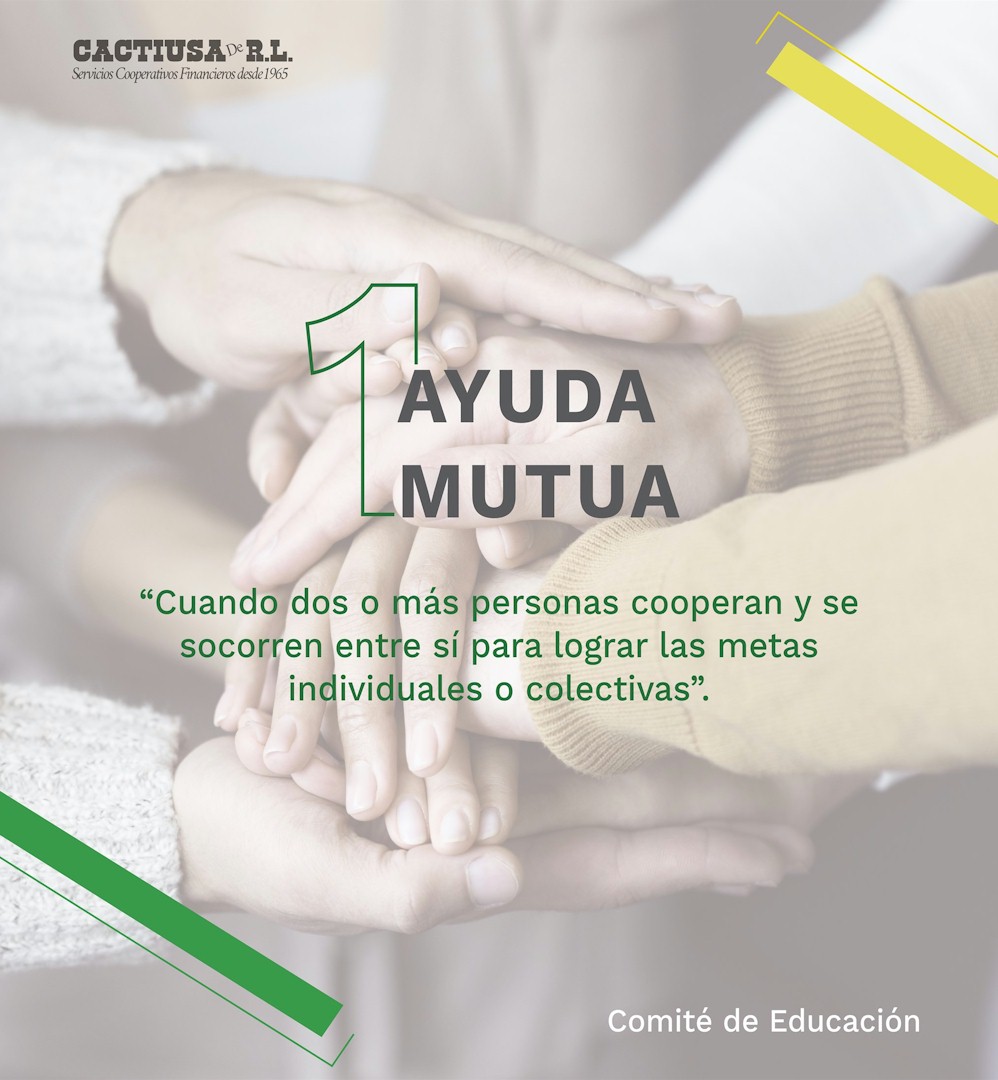 CACTIUSA De R.L.
Servicios Cooperativos Financieros desde 1965
1
AYUDA
MUTUA
“Cuando dos o más personas cooperan y se
socorren entre sí para lograr las metas
individuales o colectivas”.
Comité de Educación